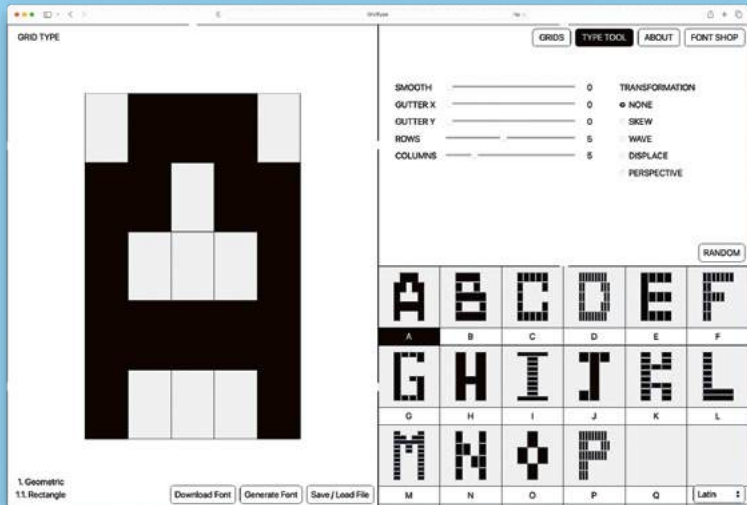 GRID TYPE
GRIDS
TYPE TOOL
ABOUT
FONT SHOP
SMOOTH 0
GUTTER X 0
GUTTER Y 0
ROWS 5
COLUMNS 5
TRANSFORMATION
NONE
SKEW
WAVE
DISPLACE
PERSPECTIVE
RANDOM
A B C D E F
A B C D E F
G H I J K L
G H I J K L
M N O P
M N O P Q
Latin
1. Geometric
1.1. Rectangle
Download Font
Generate Font
Save / Load File